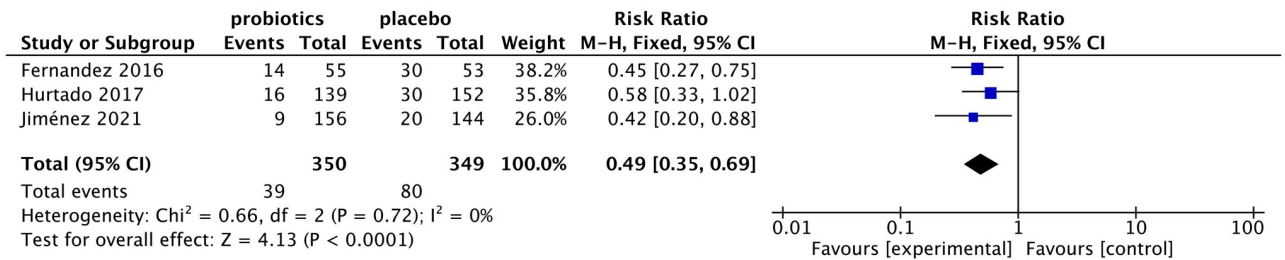 probiotics placebo Risk Ratio Risk Ratio
Study or Subgroup Events Total Events Total Weight M-H, Fixed, 95% CI M-H, Fixed, 95% CI
Fernandez 2016 14 55 30 53 38.2% 0.45 [0.27, 0.75]
Hurtado 2017 16 139 30 152 35.8% 0.58 [0.33, 1.02]
Jiménez 2021 9 156 20 144 26.0% 0.42 [0.20, 0.88]
Total (95% CI) 350 349 100.0% 0.49 [0.35, 0.69]
Total events 39 80
Heterogeneity: Chi² = 0.66, df = 2 (P = 0.72); I² = 0%
Test for overall effect: Z = 4.13 (P < 0.0001)
0.01 0.1 1 10 100
Favours [experimental] Favours [control]